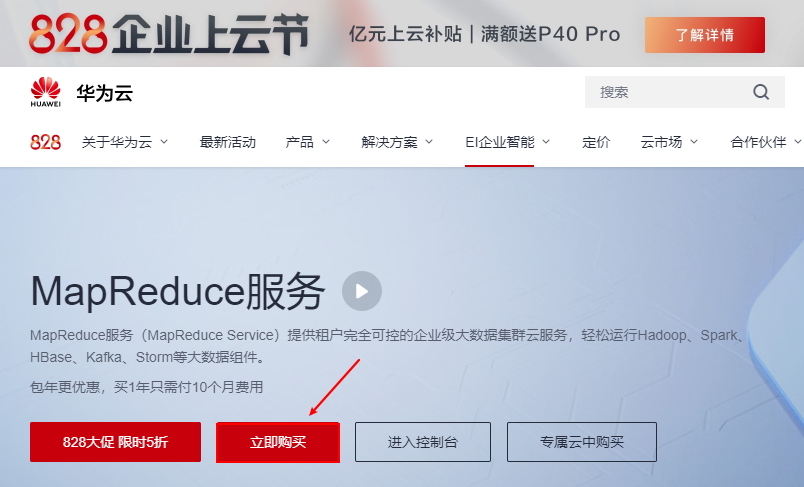 828企业上云节 亿元上云补贴 | 满额送P40 Pro 了解详情
HUAWEI 华为云 搜索
828 关于华为云 最新活动 产品 解决方案 EI企业智能 定价 云市场 合作伙伴
MapReduce服务
MapReduce服务（MapReduce Service）提供租户完全可控的企业级大数据集群云服务，轻松运行Hadoop、Spark、
HBase、Kafka、Storm等大数据组件。
包年更优惠，买1年只需付10个月费用
828大促 限时5折 立即购买 进入控制台 专属云中购买